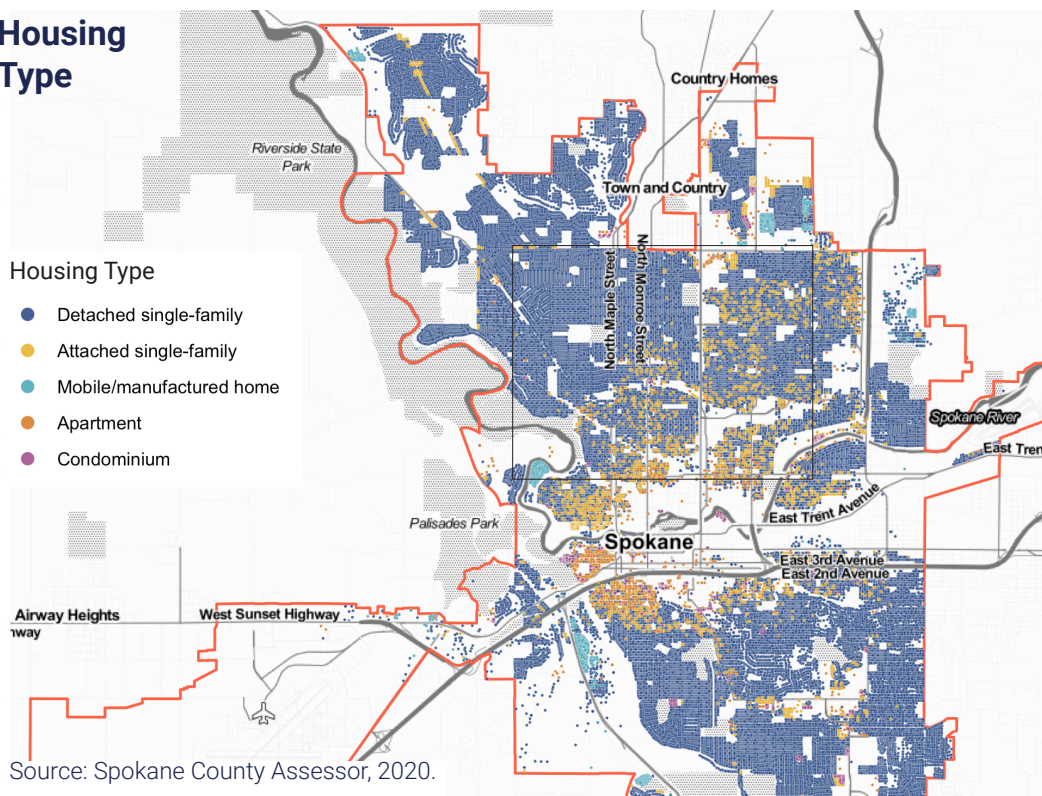 Housing
Type
Country Homes
Riverside State
Park
Town and Country
North Maple Street
North Monroe Street
Housing Type
Detached single-family
Attached single-family
Mobile/manufactured home
Apartment
Condominium
Spokane River
East Tren
Palisades Park
East Trent Avenue
Spokane
East 3rd Avenue
East 2nd Avenue
Airway Heights
West Sunset Highway
hway
Source: Spokane County Assessor, 2020.